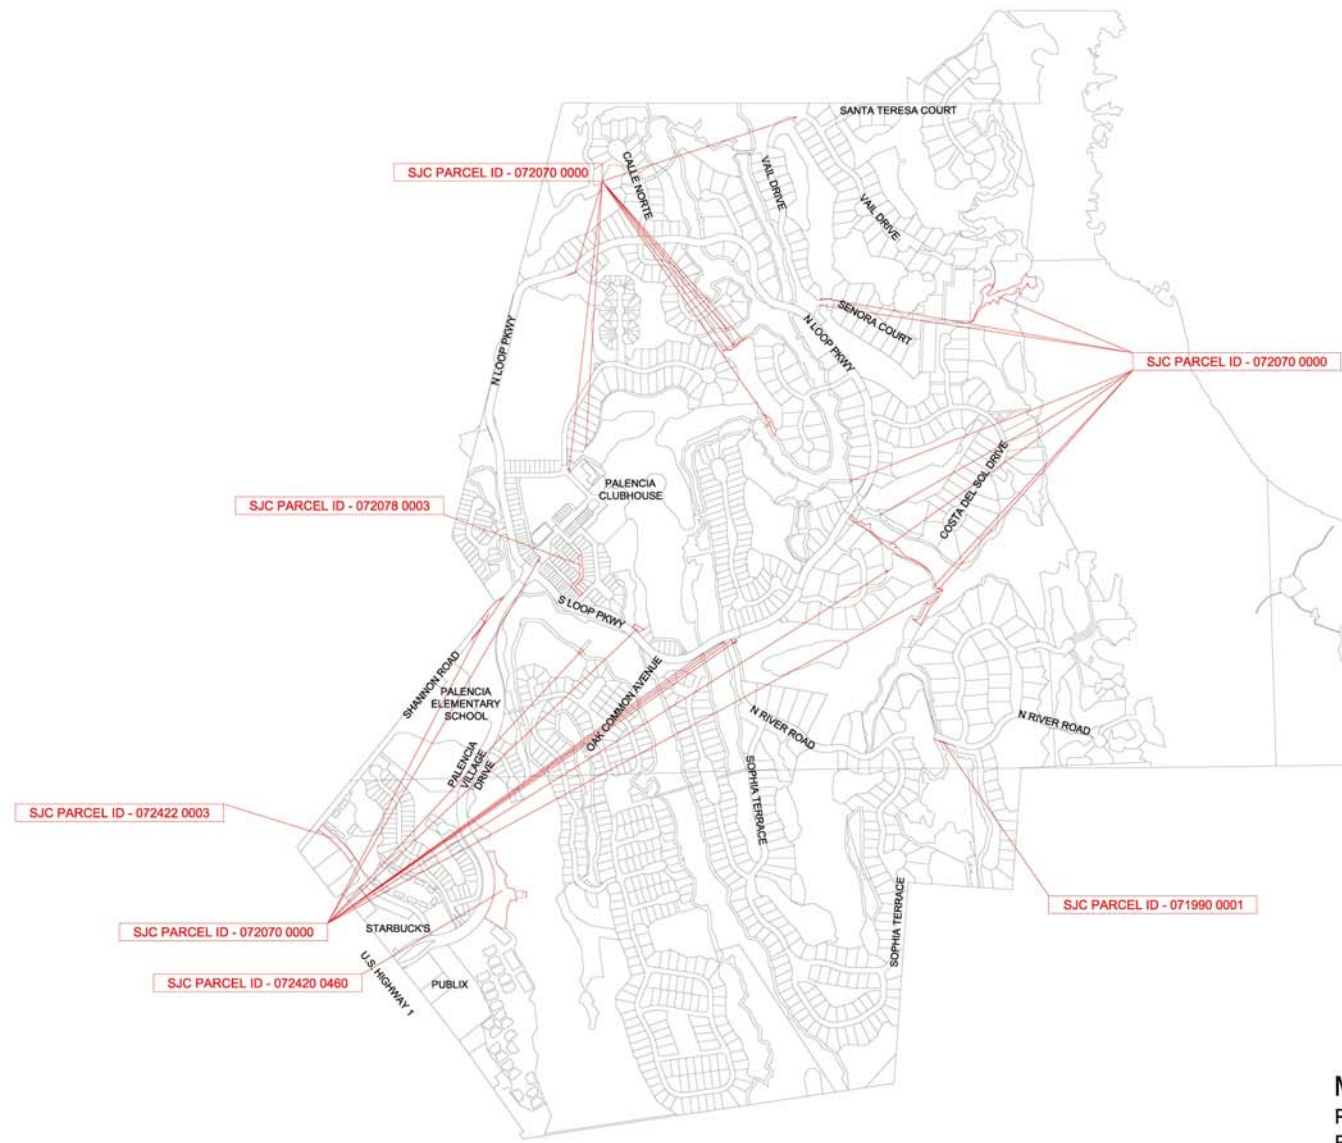 SANTA TERESA COURT
SJC PARCEL ID - 072070 0000
CALLE NORTE
VAIL DRIVE
VAIL DRIVE
N LOOP PKWY
SENORA COURT
N LOOP PKWY
SJC PARCEL ID - 072070 0000
COSTA DEL SOL DRIVE
PALENCIA
CLUBHOUSE
SJC PARCEL ID - 072078 0003
S LOOP PKWY
SHANNON ROAD
PALENCIA
ELEMENTARY
SCHOOL
OAK COMMON AVENUE
N RIVER ROAD
N RIVER ROAD
PALENCIA
VILLAGE
DRIVE
SOPHIA TERRACE
SJC PARCEL ID - 072422 0003
SJC PARCEL ID - 071990 0001
SOPHIA TERRACE
STARBUCK'S
SJC PARCEL ID - 072070 0000
U.S. HIGHWAY 1
PUBLIX
SJC PARCEL ID - 072420 0460